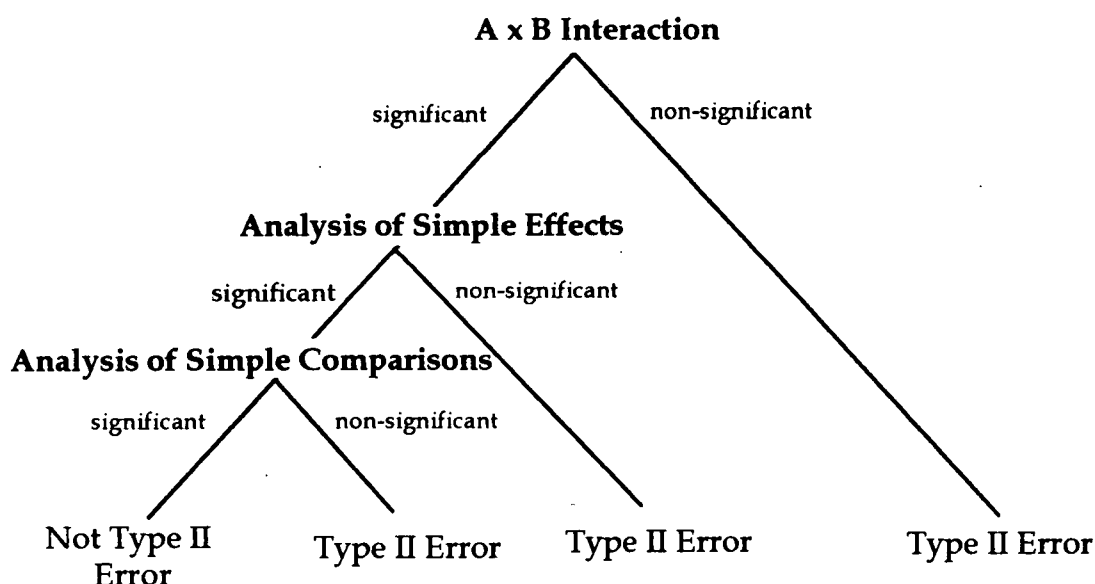 A x B Interaction
significant
non-significant
Analysis of Simple Effects
significant
non-significant
Analysis of Simple Comparisons
significant
non-significant
Not Type II
Error
Type II Error
Type II Error
Type II Error